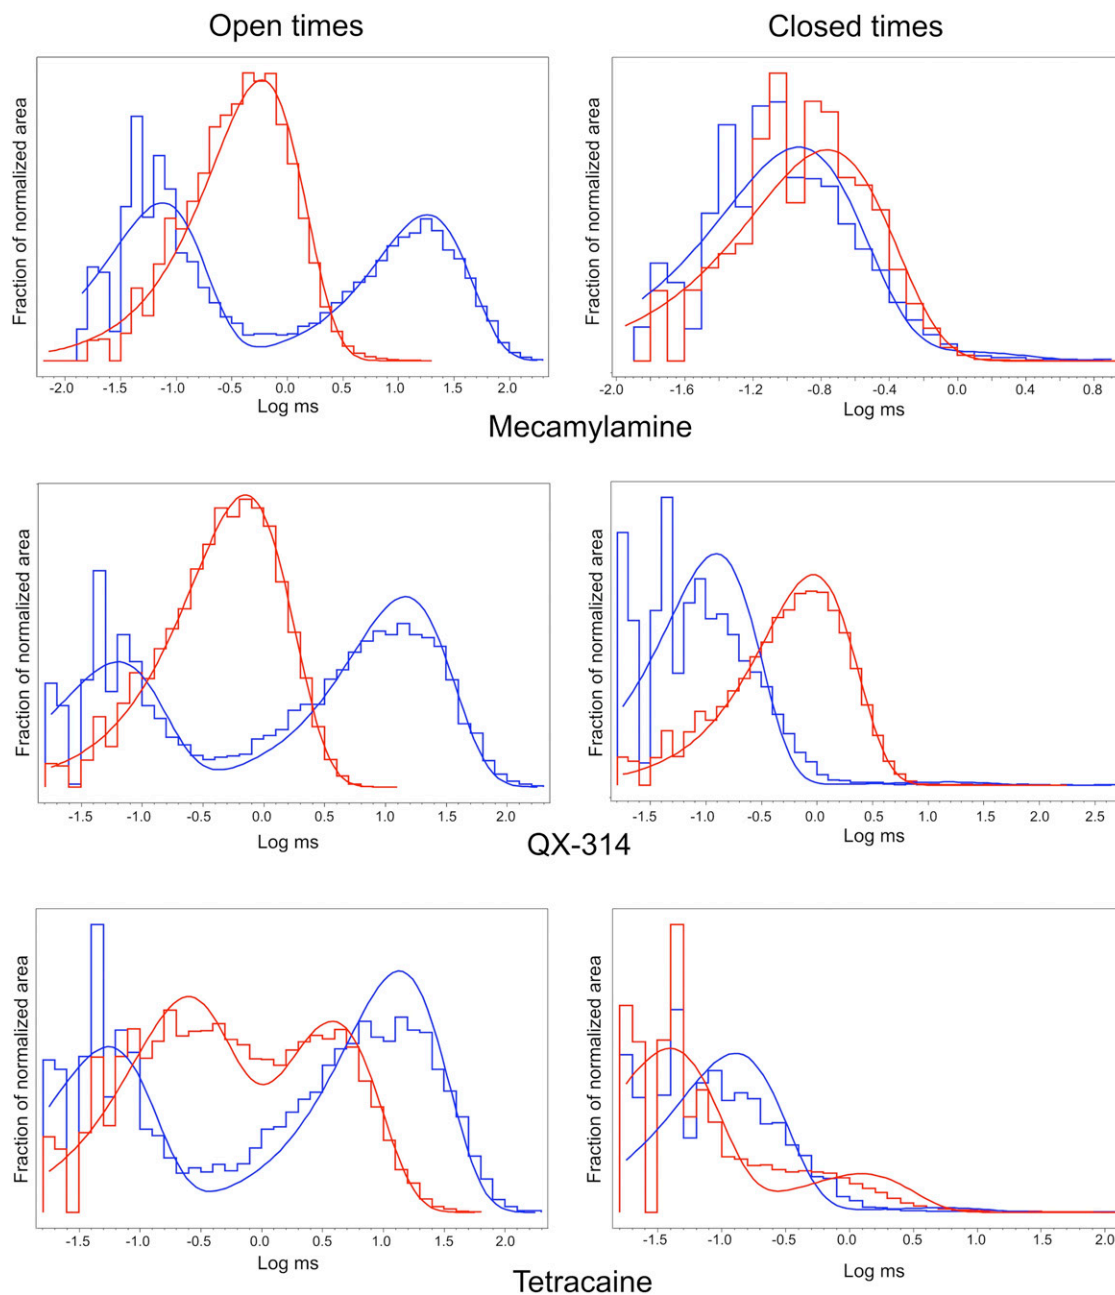 Open times
Closed times
Fraction of normalized area
-2.0 -1.5 -1.0 -0.5 0.0 0.5 1.0 1.5 2.0
Log ms
Fraction of normalized area
-2.0 -1.6 -1.2 -0.8 -0.4 0.0 0.4 0.8
Log ms
Mecamylamine
Fraction of normalized area
-1.5 -1.0 -0.5 0.0 0.5 1.0 1.5 2.0
Log ms
Fraction of normalized area
-1.5 -1.0 -0.5 0.0 0.5 1.0 1.5 2.0 2.5
Log ms
QX-314
Fraction of normalized area
-1.5 -1.0 -0.5 0.0 0.5 1.0 1.5 2.0
Log ms
Fraction of normalized area
-1.5 -1.0 -0.5 0.0 0.5 1.0 1.5 2.0
Log ms
Tetracaine